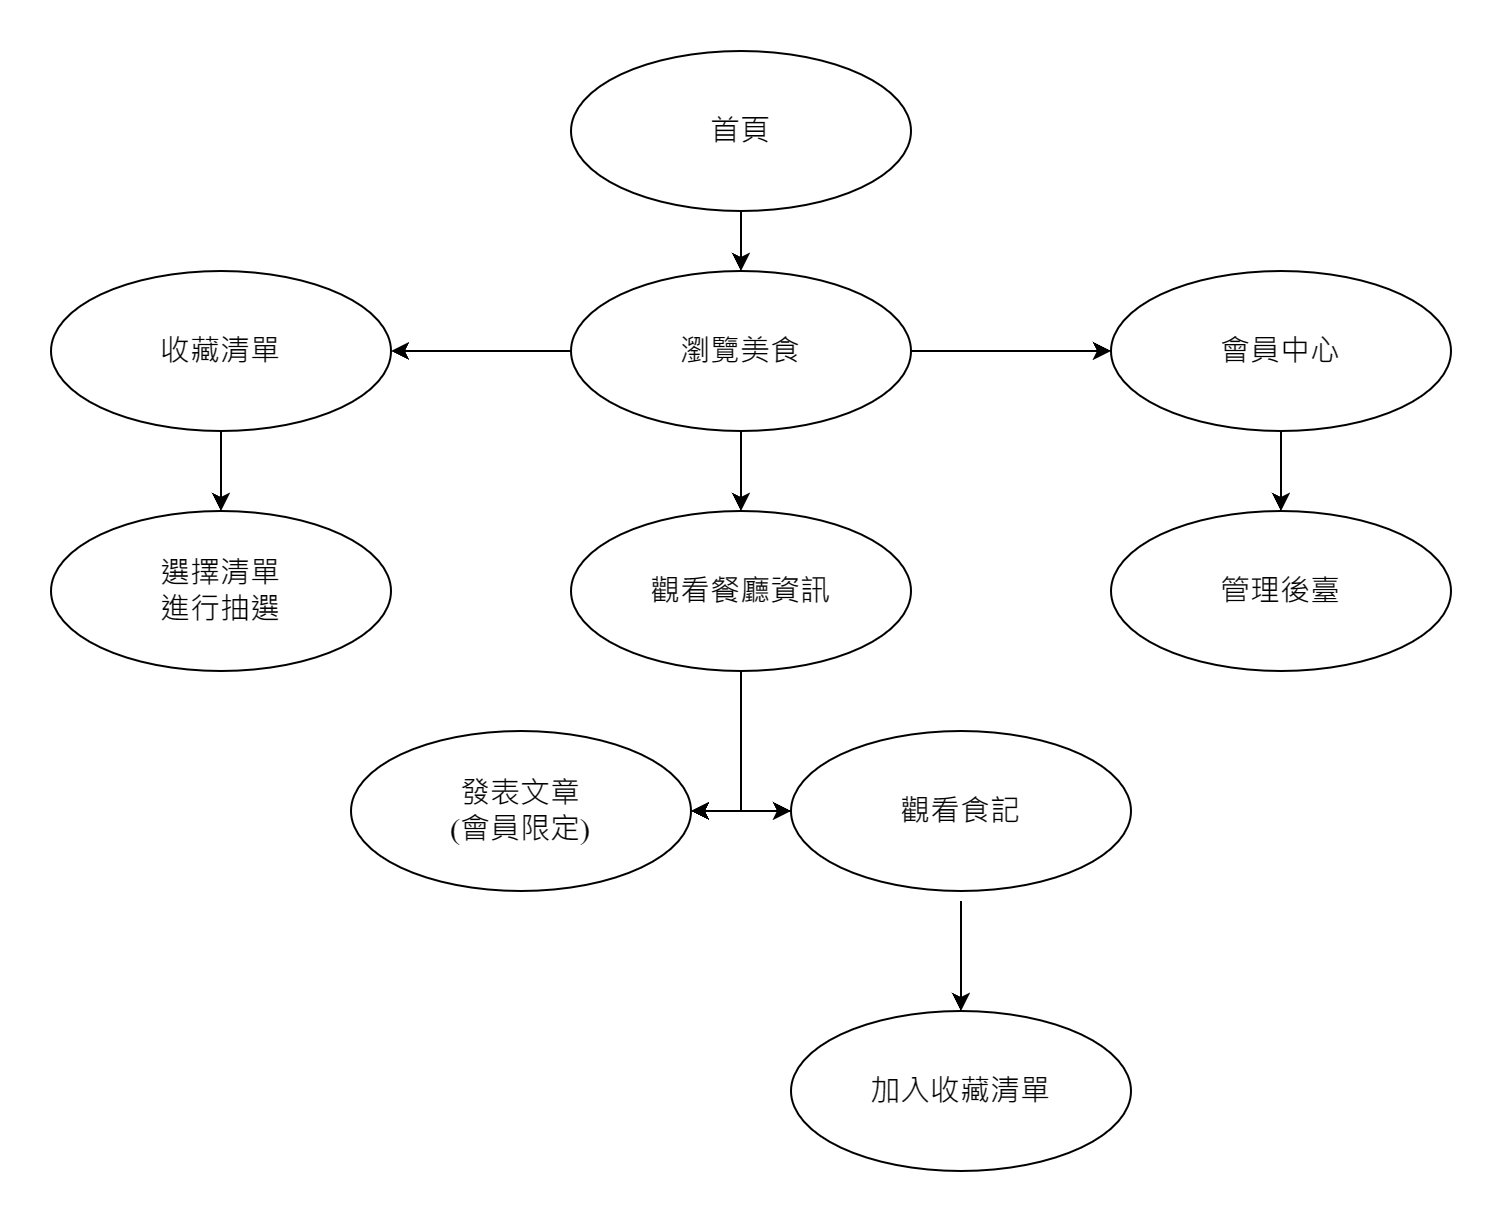 首頁
收藏清單
瀏覽美食
會員中心
選擇清單
進行抽選
觀看餐廳資訊
管理後臺
發表文章
(會員限定)
觀看食記
加入收藏清單